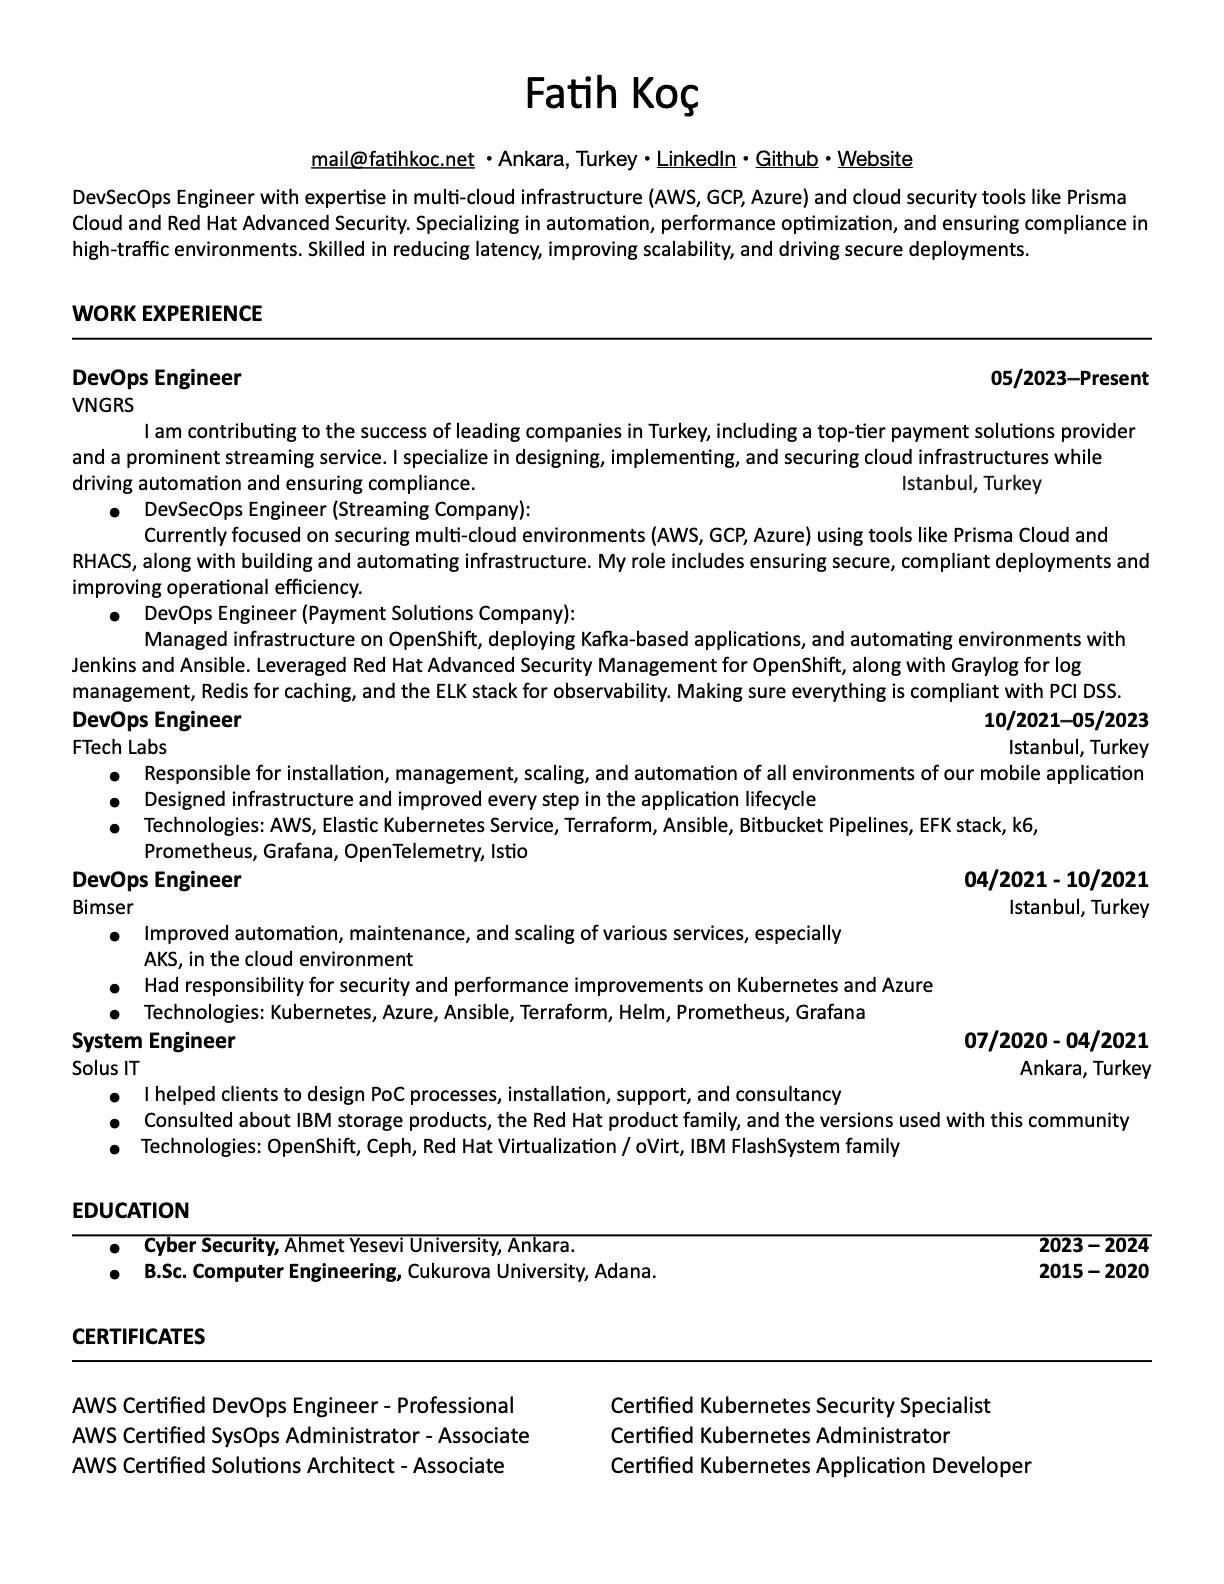 Fatih Koç
mail@fatihkoc.net • Ankara, Turkey • LinkedIn • Github • Website
DevSecOps Engineer with expertise in multi-cloud infrastructure (AWS, GCP, Azure) and cloud security tools like Prisma
Cloud and Red Hat Advanced Security. Specializing in automation, performance optimization, and ensuring compliance in
high-traffic environments. Skilled in reducing latency, improving scalability, and driving secure deployments.
WORK EXPERIENCE
DevOps Engineer 05/2023–Present
VNGRS
I am contributing to the success of leading companies in Turkey, including a top-tier payment solutions provider
and a prominent streaming service. I specialize in designing, implementing, and securing cloud infrastructures while
driving automation and ensuring compliance. Istanbul, Turkey
● DevSecOps Engineer (Streaming Company):
Currently focused on securing multi-cloud environments (AWS, GCP, Azure) using tools like Prisma Cloud and
RHACS, along with building and automating infrastructure. My role includes ensuring secure, compliant deployments and
improving operational efficiency.
● DevOps Engineer (Payment Solutions Company):
Managed infrastructure on OpenShift, deploying Kafka-based applications, and automating environments with
Jenkins and Ansible. Leveraged Red Hat Advanced Security Management for OpenShift, along with Graylog for log
management, Redis for caching, and the ELK stack for observability. Making sure everything is compliant with PCI DSS.
DevOps Engineer 10/2021–05/2023
FTech Labs Istanbul, Turkey
● Responsible for installation, management, scaling, and automation of all environments of our mobile application
● Designed infrastructure and improved every step in the application lifecycle
● Technologies: AWS, Elastic Kubernetes Service, Terraform, Ansible, Bitbucket Pipelines, EFK stack, k6,
Prometheus, Grafana, OpenTelemetry, Istio
DevOps Engineer 04/2021 - 10/2021
Bimser Istanbul, Turkey
● Improved automation, maintenance, and scaling of various services, especially
AKS, in the cloud environment
● Had responsibility for security and performance improvements on Kubernetes and Azure
● Technologies: Kubernetes, Azure, Ansible, Terraform, Helm, Prometheus, Grafana
System Engineer 07/2020 - 04/2021
Solus IT Ankara, Turkey
● I helped clients to design PoC processes, installation, support, and consultancy
● Consulted about IBM storage products, the Red Hat product family, and the versions used with this community
● Technologies: OpenShift, Ceph, Red Hat Virtualization / oVirt, IBM FlashSystem family
EDUCATION
● Cyber Security, Ahmet Yesevi University, Ankara. 2023 – 2024
● B.Sc. Computer Engineering, Cukurova University, Adana. 2015 – 2020
CERTIFICATES
AWS Certified DevOps Engineer - Professional Certified Kubernetes Security Specialist
AWS Certified SysOps Administrator - Associate Certified Kubernetes Administrator
AWS Certified Solutions Architect - Associate Certified Kubernetes Application Developer